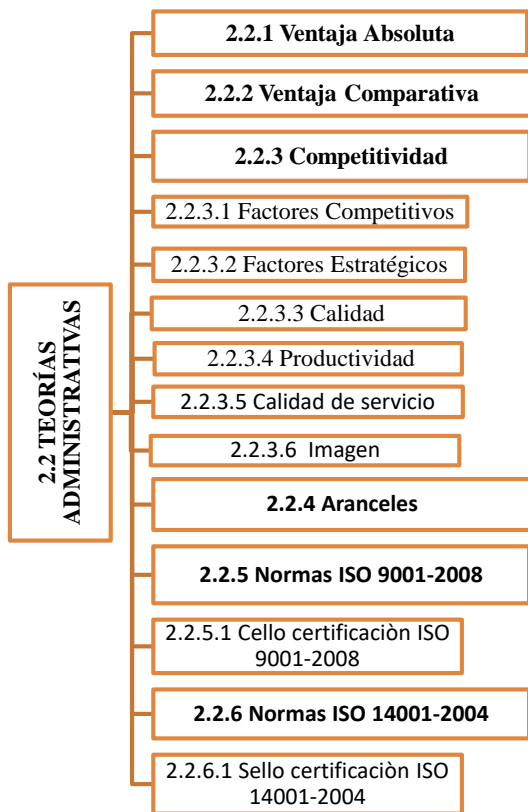 2.2 TEORÍAS
ADMINISTRATIVAS
2.2.1 Ventaja Absoluta
2.2.2 Ventaja Comparativa
2.2.3 Competitividad
2.2.3.1 Factores Competitivos
2.2.3.2 Factores Estratégicos
2.2.3.3 Calidad
2.2.3.4 Productividad
2.2.3.5 Calidad de servicio
2.2.3.6 Imagen
2.2.4 Aranceles
2.2.5 Normas ISO 9001-2008
2.2.5.1 Cello certificaciòn ISO
9001-2008
2.2.6 Normas ISO 14001-2004
2.2.6.1 Sello certificaciòn ISO
14001-2004